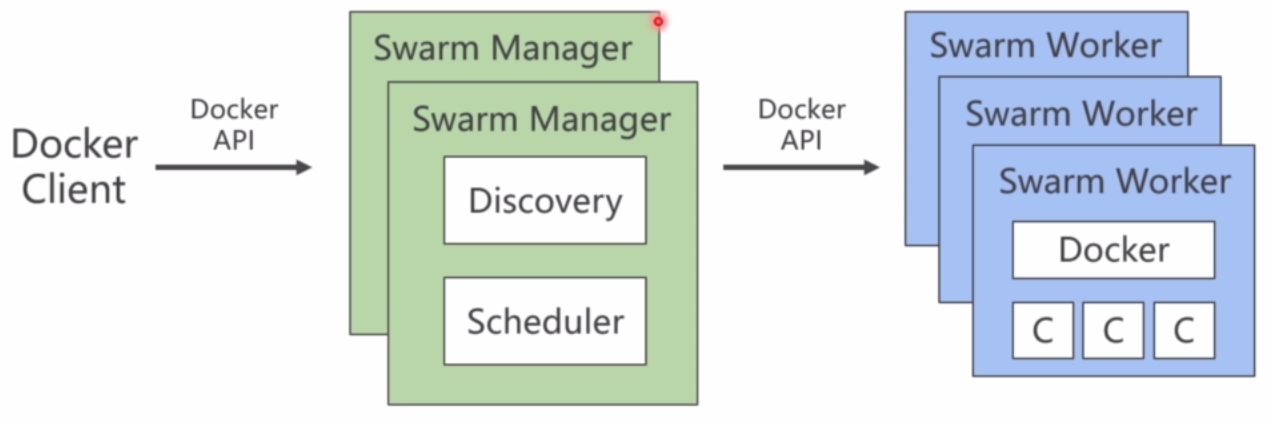 Docker
Client
Docker
API
Swarm Manager
Swarm Manager
Discovery
Scheduler
Docker
API
Swarm Worker
Swarm Worker
Swarm Worker
Docker
C C C